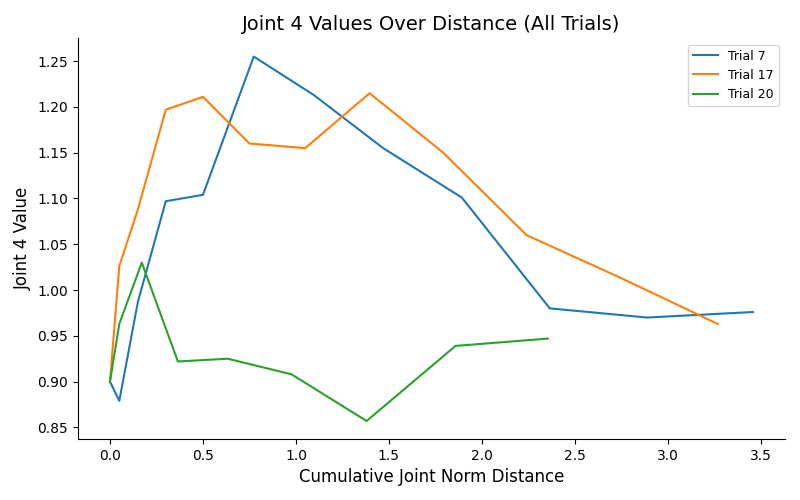 Joint 4 Values Over Distance (All Trials)
Trial 7
Trial 17
Trial 20
Joint 4 Value
1.25
1.20
1.15
1.10
1.05
1.00
0.95
0.90
0.85
0.0 0.5 1.0 1.5 2.0 2.5 3.0 3.5
Cumulative Joint Norm Distance